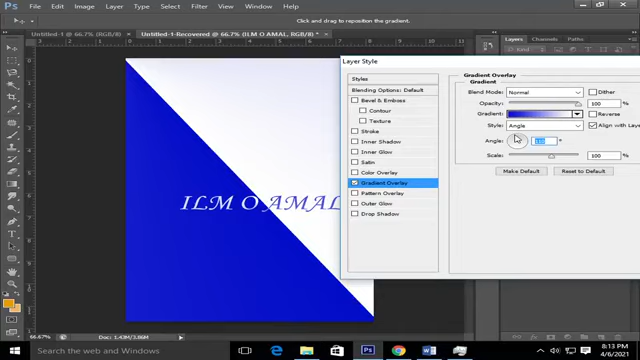 Ps File Edit Image Layer Type Select Filter View Window Help
Click and drag to reposition the gradient.
Untitled-1 @ 66.7% Untitled-1-Recovered @ 66.7% (ILM O AMAL, RGB/8) *
Layers Channels Paths
Layer Style
Styles
Blending Options: Default
Bevel & Emboss
Contour
Texture
Stroke
Inner Shadow
Inner Glow
Satin
Color Overlay
Gradient Overlay
Pattern Overlay
Outer Glow
Drop Shadow
Gradient Overlay
Gradient
Blend Mode: Normal Dither
Opacity: 100 %
Gradient: Reverse
Style: Angle Align with Laye
Angle: °
Scale: 100 %
Make Default Reset to Default
ILM O AMAL
66.67% Doc: 1.43M/3.86M
Search the web and Windows
8:13 PM
4/6/2021